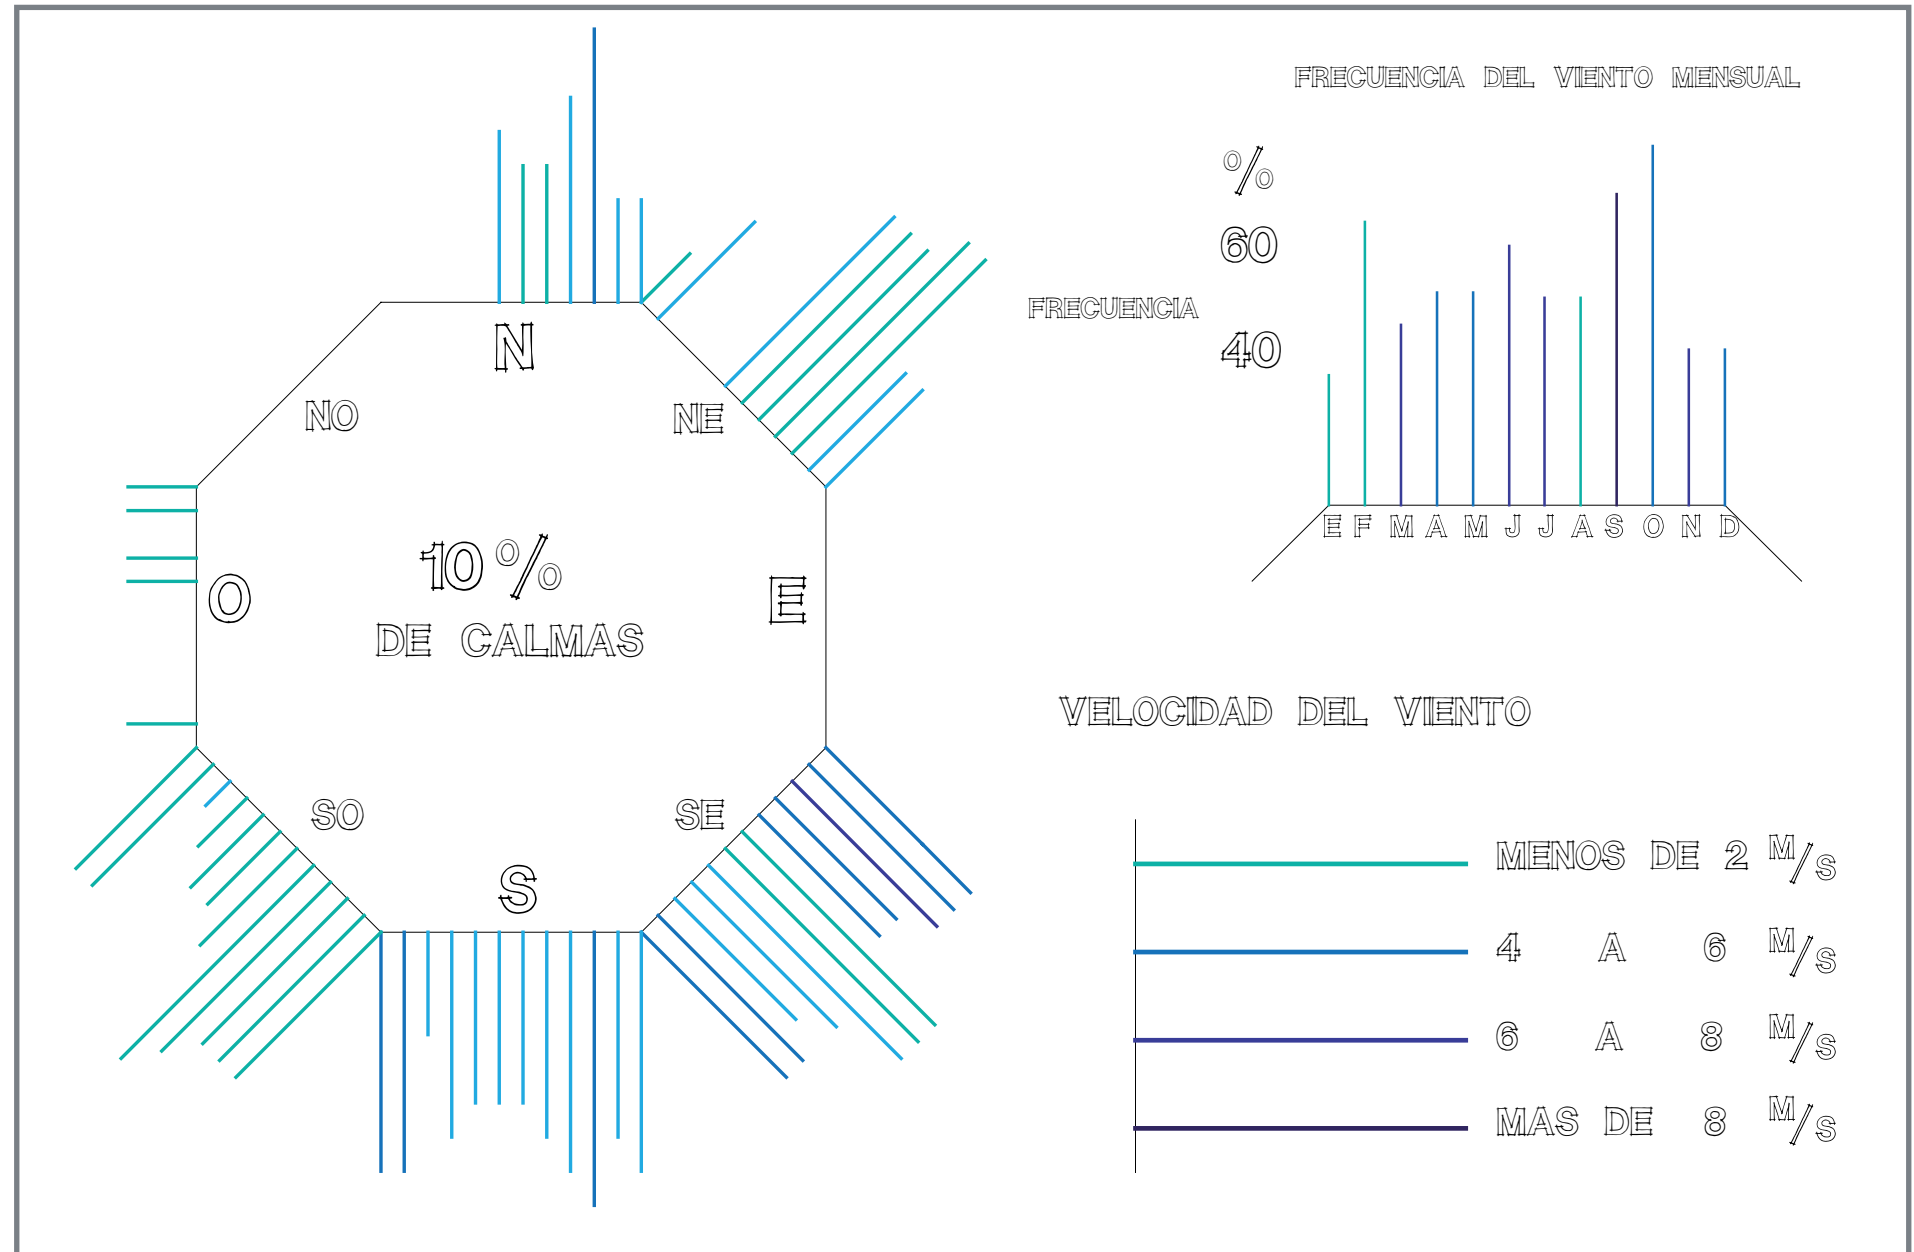 FRECUENCIA DEL VIENTO MENSUAL
%
60
FRECUENCIA
40
E F M A M J J A S O N D
N
NO
NE
10%
DE CALMAS
O
E
SO
SE
S
VELOCIDAD DEL VIENTO
MENOS DE 2 M/S
4 A 6 M/S
6 A 8 M/S
MAS DE 8 M/S